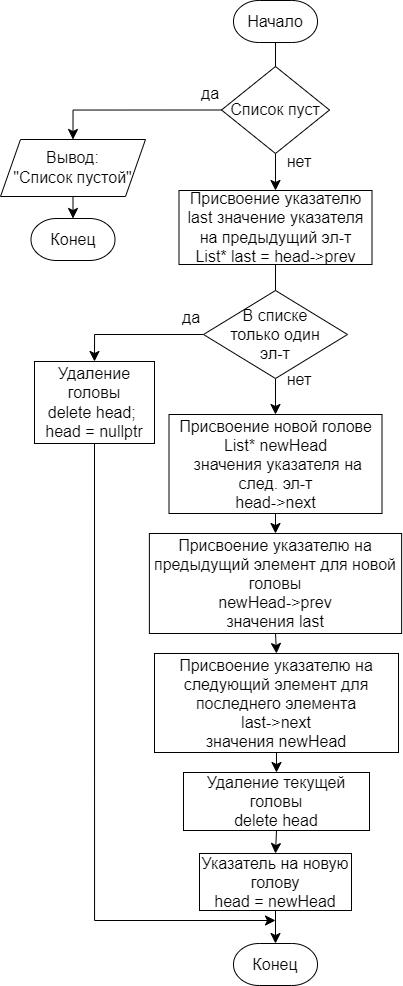 Начало
да
Список пуст
Вывод:
"Список пустой"
нет
Конец
Присвоение указателю
last значение указателя
на предыдущий эл-т
List* last = head->prev
да
В списке
только один
эл-т
нет
Удаление
головы
delete head;
head = nullptr
Присвоение новой голове
List* newHead
значения указателя на
след. эл-т
head->next
Присвоение указателю на
предыдущий элемент для новой
головы
newHead->prev
значения last
Присвоение указателю на
следующий элемент для
последнего элемента
last->next
значения newHead
Удаление текущей
головы
delete head
Указатель на новую
голову
head = newHead
Конец